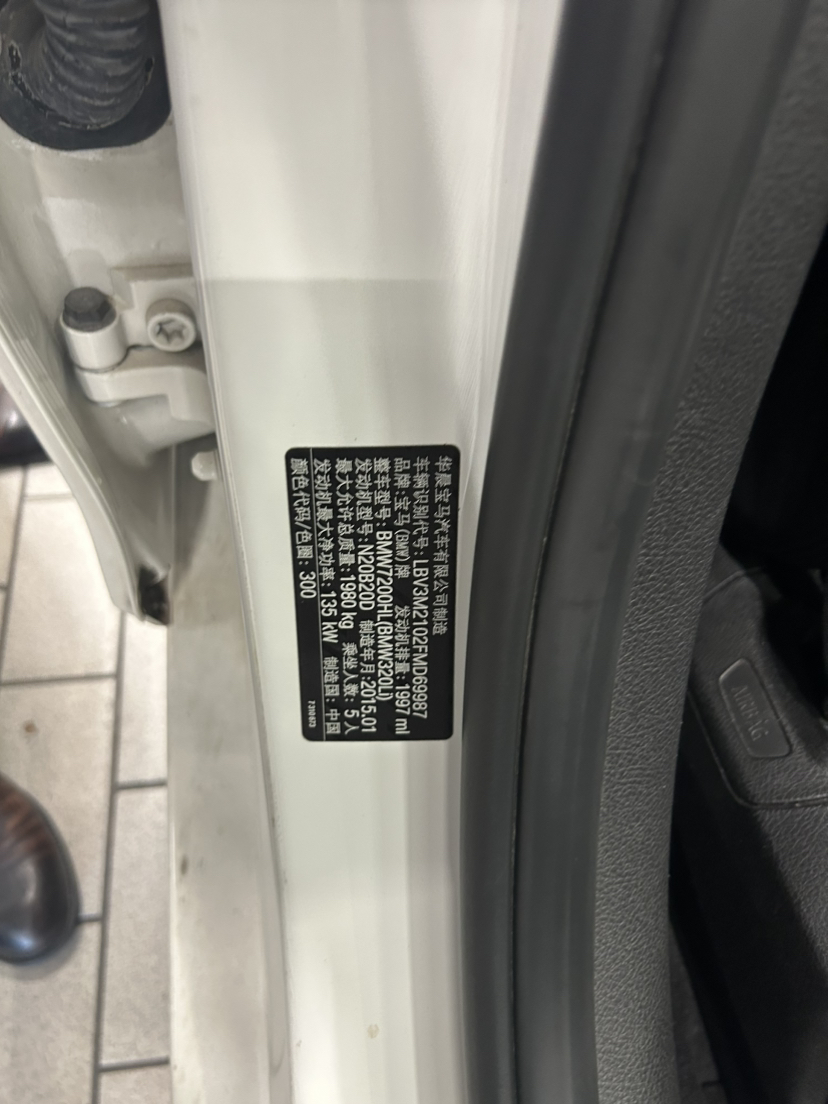 华晨宝马汽车有限公司制造
车辆识别代号:LBV3M2102FMD69987
品牌:宝马(BMW)牌 发动机排量:1997 ml
整车型号:BMW7200HL(BMW320Li)
发动机型号:N20B20D 制造年月:2015.01
最大允许总质量:1980 kg 乘坐人数:5人
发动机最大净功率:135 kW 制造国:中国
颜色代码/色圈:300
AIRBAG